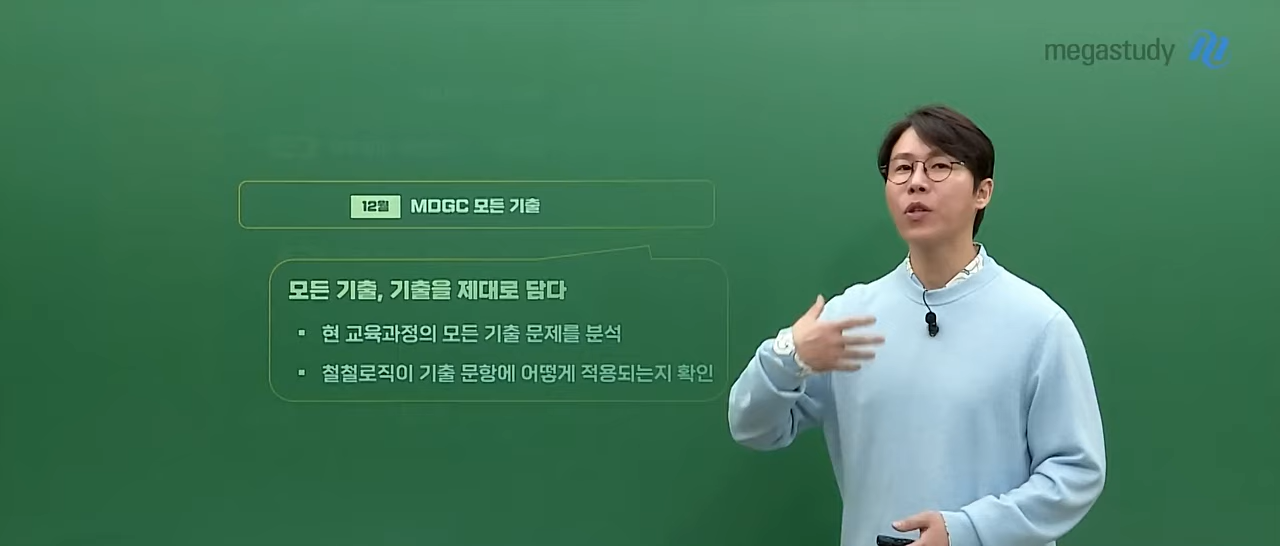 megastudy
12월 MDGC 모든 기출
모든 기출, 기출을 제대로 담다
▪ 현 교육과정의 모든 기출 문제를 분석
▪ 철철로직이 기출 문항에 어떻게 적용되는지 확인